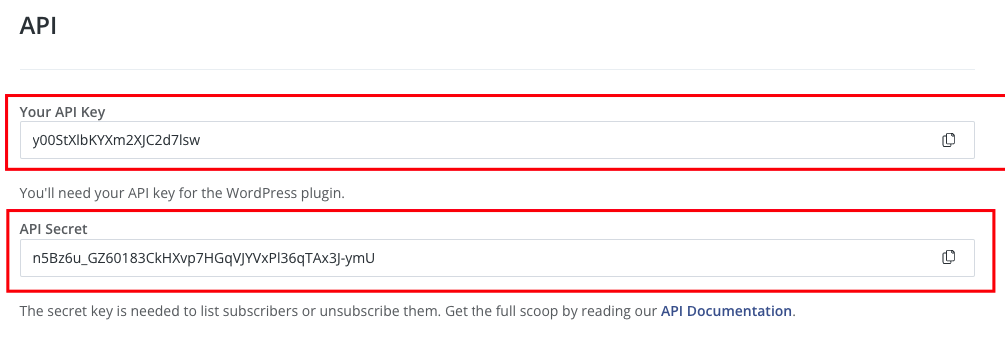 API
Your API Key
y00StXlbKYXm2XJC2d7lsw
You'll need your API key for the WordPress plugin.
API Secret
n5Bz6u_GZ60183CkHXvp7HGqVJYVxPl36qTAx3J-ymU
The secret key is needed to list subscribers or unsubscribe them. Get the full scoop by reading our API Documentation.